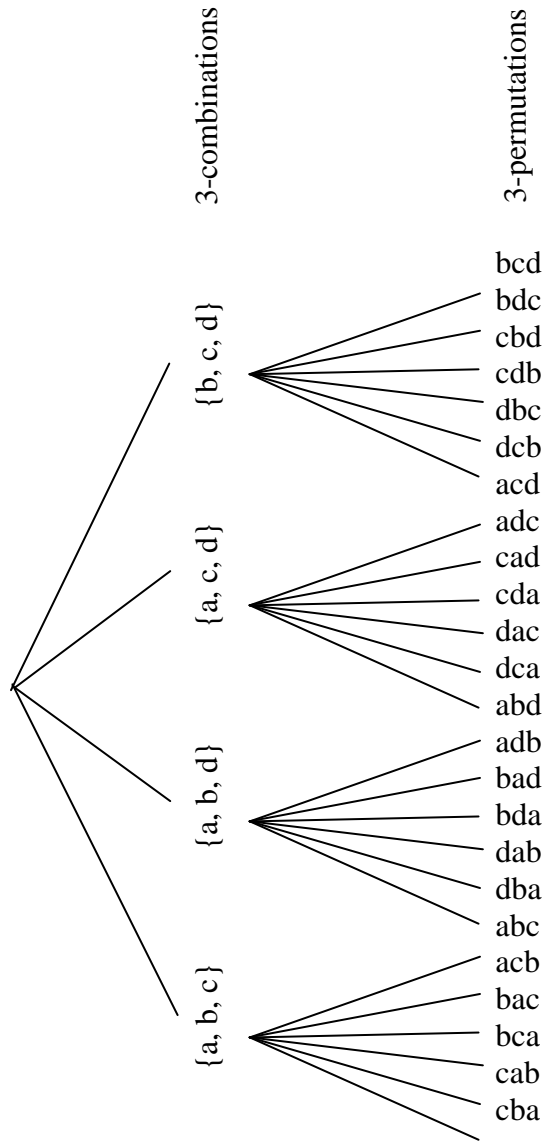 3-combinations
3-permutations
{b, c, d}
{a, c, d}
{a, b, d}
{a, b, c}
bcd
bdc
cbd
cdb
dbc
dcb
acd
adc
cad
cda
dac
dca
abd
adb
bad
bda
dab
dba
abc
acb
bac
bca
cab
cba